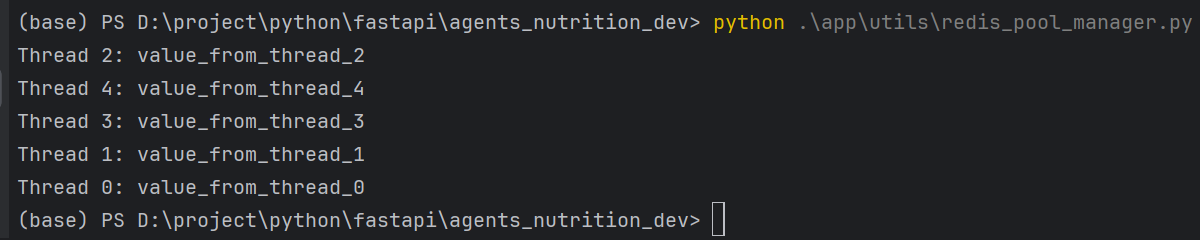 (base) PS D:\project\python\fastapi\agents_nutrition_dev> python .\app\utils\redis_pool_manager.py
Thread 2: value_from_thread_2
Thread 4: value_from_thread_4
Thread 3: value_from_thread_3
Thread 1: value_from_thread_1
Thread 0: value_from_thread_0
(base) PS D:\project\python\fastapi\agents_nutrition_dev>